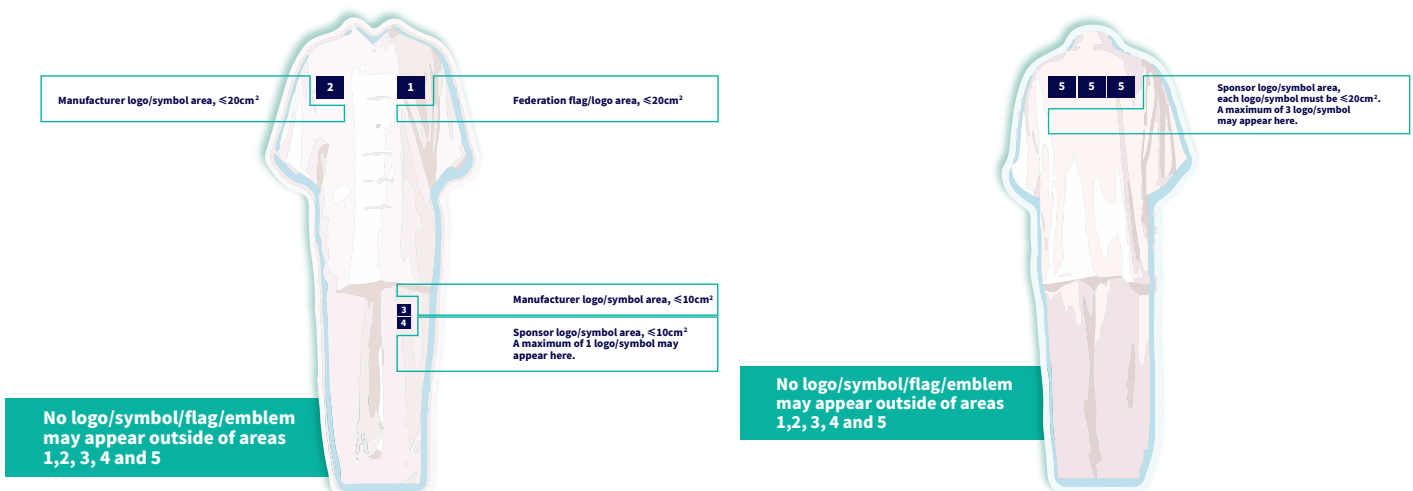 2
1
Manufacturer logo/symbol area, ⩽20cm²
Federation flag/logo area, ⩽20cm²
Manufacturer logo/symbol area, ⩽10cm²
3
4
Sponsor logo/symbol area, ⩽10cm²
A maximum of 1 logo/symbol may
appear here.
No logo/symbol/flag/emblem
may appear outside of areas
1,2, 3, 4 and 5
5 5 5
Sponsor logo/symbol area,
each logo/symbol must be ⩽20cm².
A maximum of 3 logo/symbol
may appear here.
No logo/symbol/flag/emblem
may appear outside of areas
1,2, 3, 4 and 5